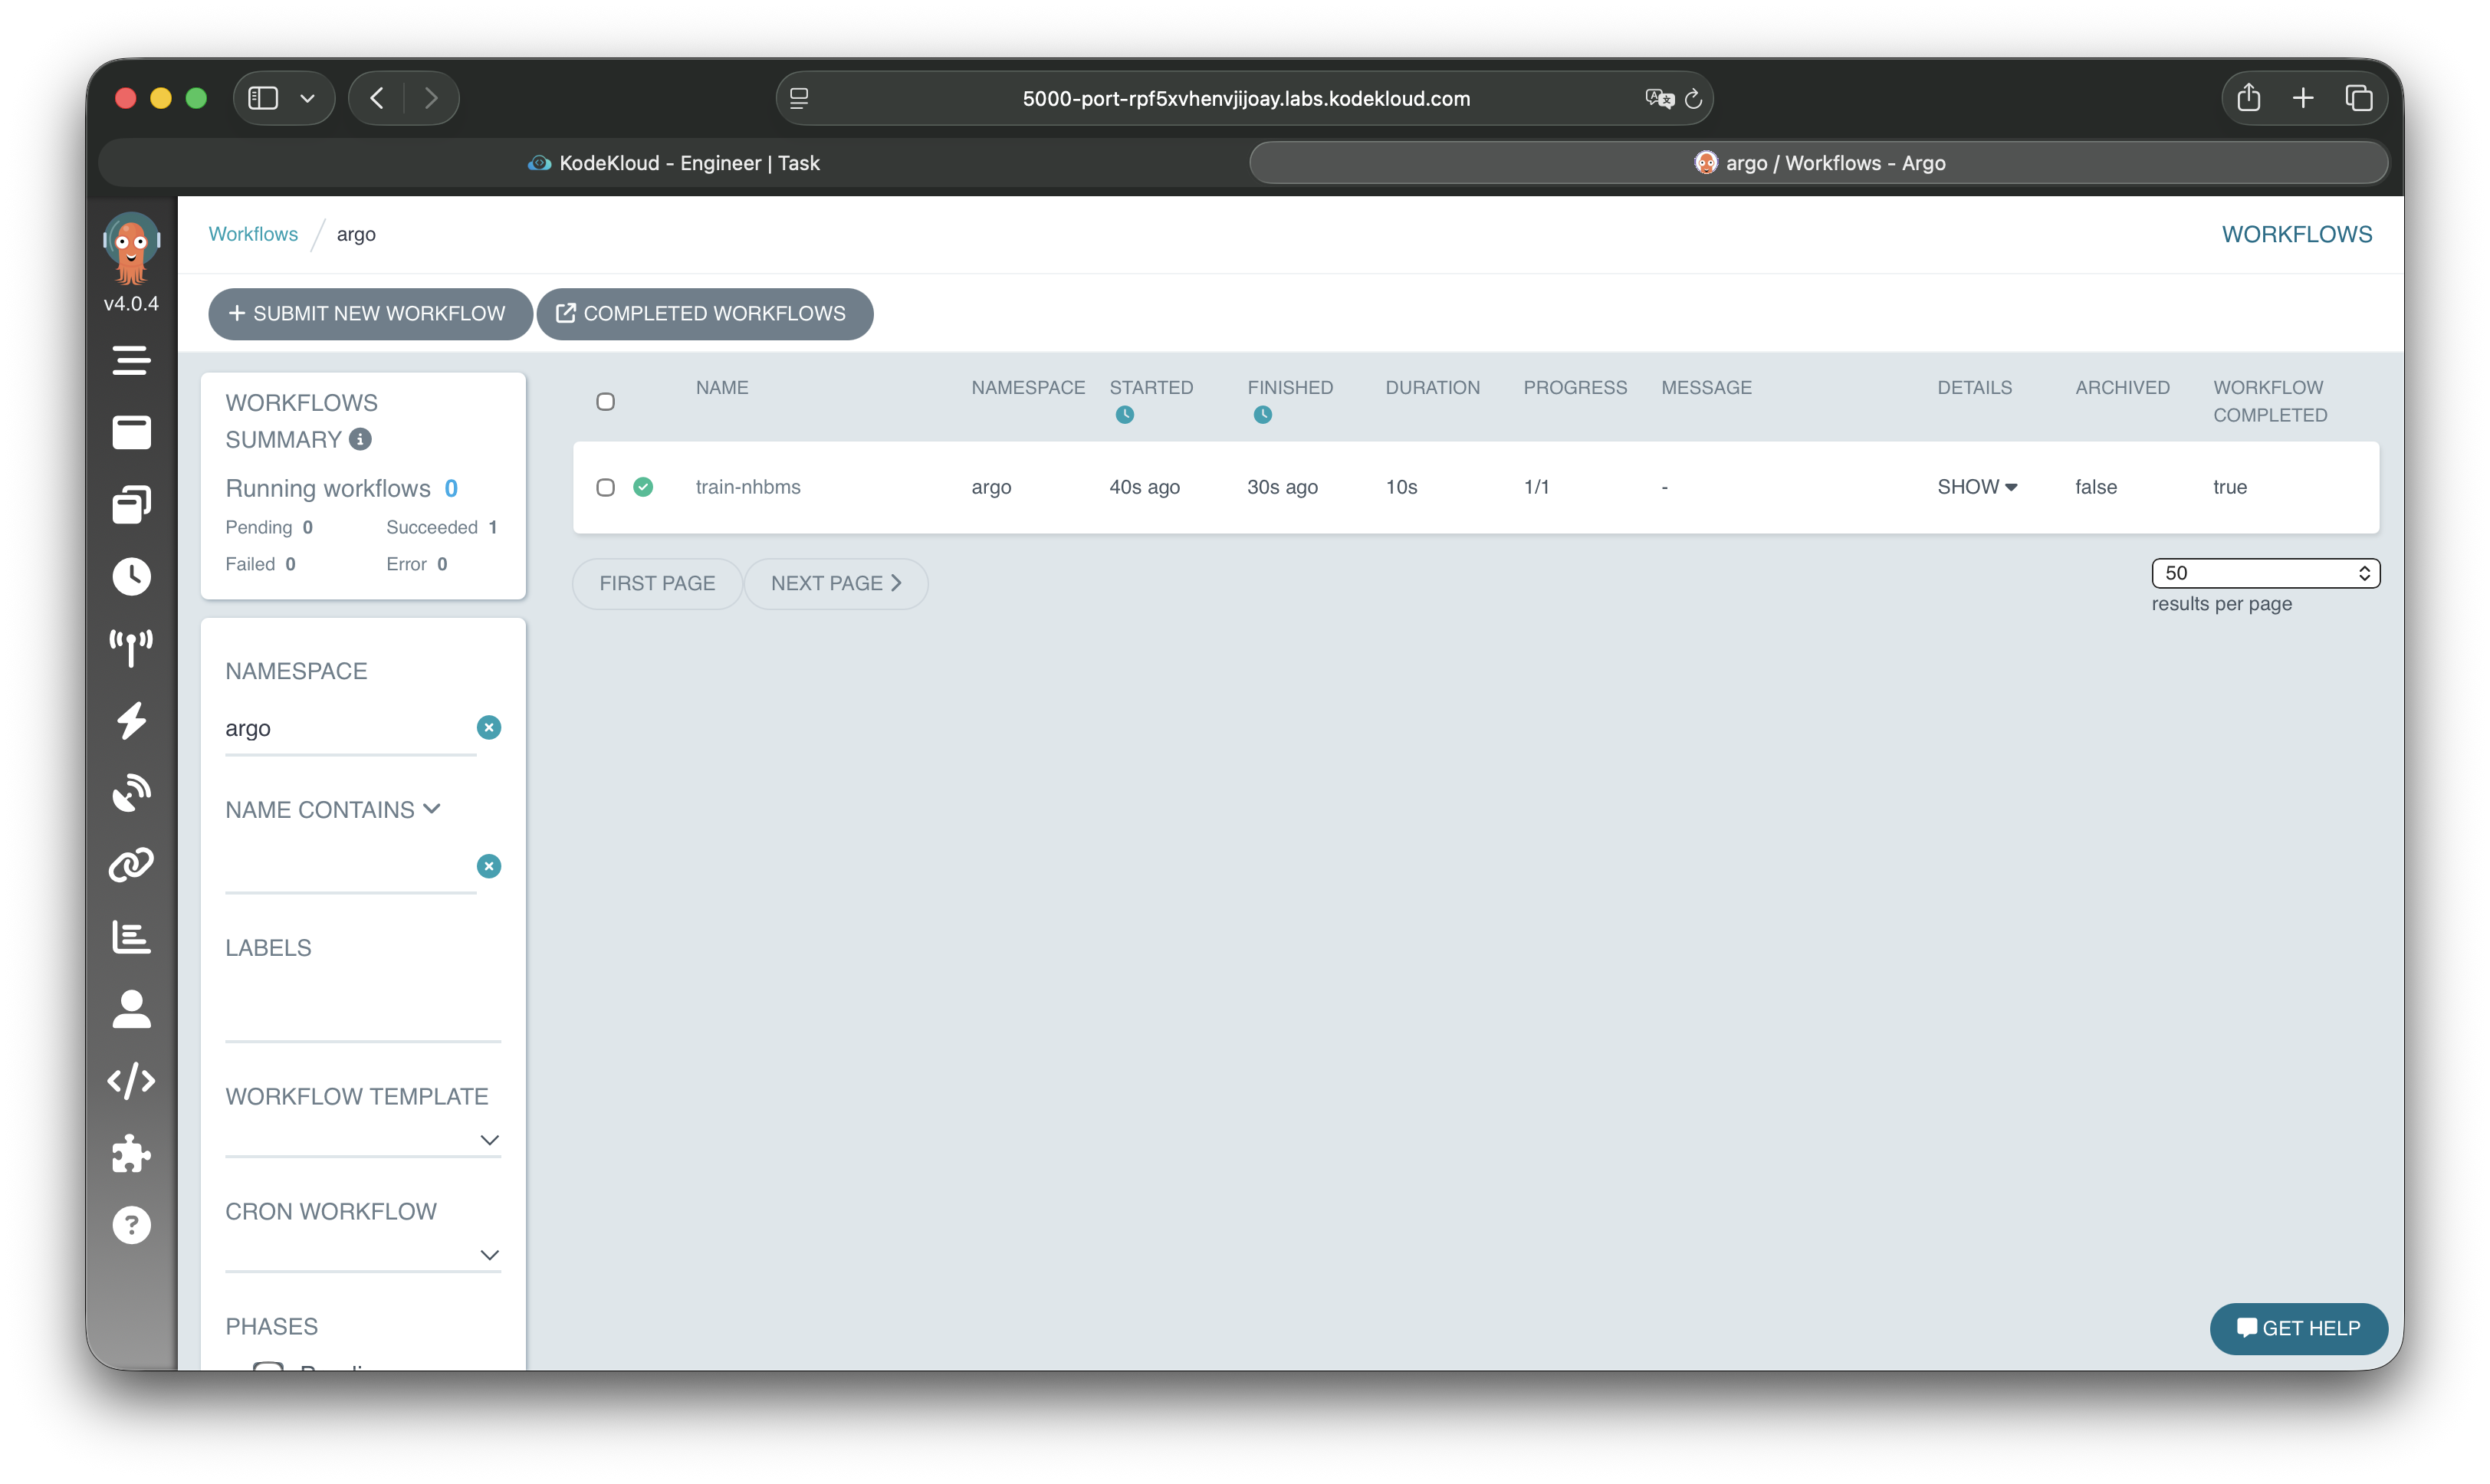 5000-port-rpf5xvhenvjijoay.labs.kodekloud.com
KodeKloud - Engineer | Task
argo / Workflows - Argo
v4.0.4
Workflows / argo
WORKFLOWS
+ SUBMIT NEW WORKFLOW
COMPLETED WORKFLOWS
WORKFLOWS
SUMMARY
Running workflows 0
Pending 0 Succeeded 1
Failed 0 Error 0
NAME NAMESPACE STARTED FINISHED DURATION PROGRESS MESSAGE DETAILS ARCHIVED WORKFLOW COMPLETED
train-nhbms argo 40s ago 30s ago 10s 1/1 - SHOW false true
FIRST PAGE
NEXT PAGE
50
results per page
NAMESPACE
argo
NAME CONTAINS
LABELS
WORKFLOW TEMPLATE
CRON WORKFLOW
PHASES
GET HELP